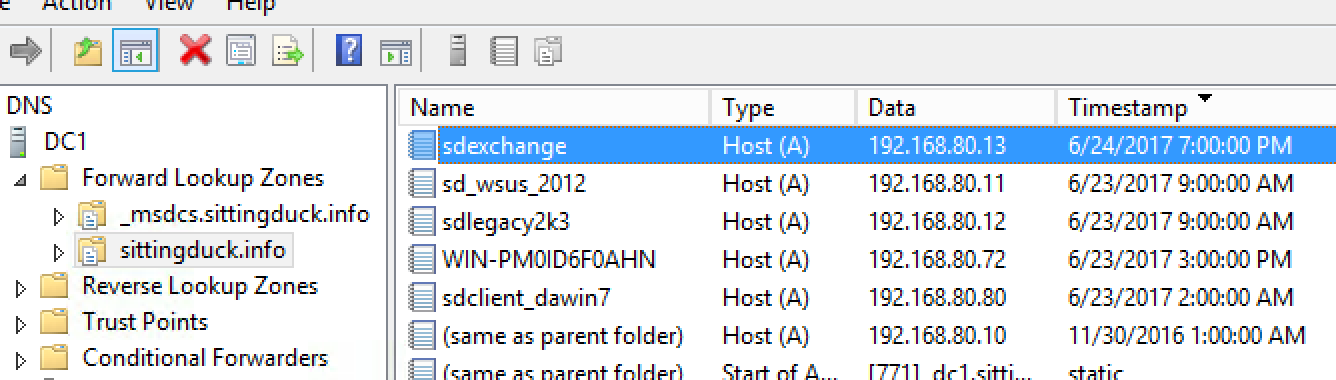 Action View Help
DNS
DC1
Forward Lookup Zones
_msdcs.sittingduck.info
sittingduck.info
Reverse Lookup Zones
Trust Points
Conditional Forwarders
Name Type Data Timestamp
sdexchange Host (A) 192.168.80.13 6/24/2017 7:00:00 PM
sd_wsus_2012 Host (A) 192.168.80.11 6/23/2017 9:00:00 AM
sdlegacy2k3 Host (A) 192.168.80.12 6/23/2017 9:00:00 AM
WIN-PM0ID6F0AHN Host (A) 192.168.80.72 6/23/2017 3:00:00 PM
sdclient_dawin7 Host (A) 192.168.80.80 6/23/2017 2:00:00 AM
(same as parent folder) Host (A) 192.168.80.10 11/30/2016 1:00:00 AM
(same as parent folder) Start of A... [771], dc1.sitti... static